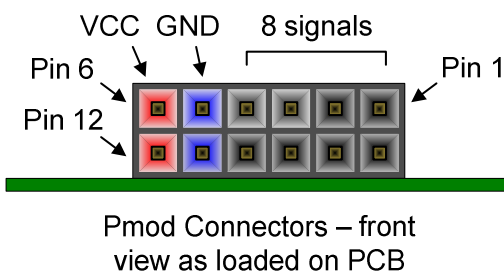 VCC GND 8 signals
Pin 6 Pin 1
Pin 12
Pmod Connectors – front
view as loaded on PCB